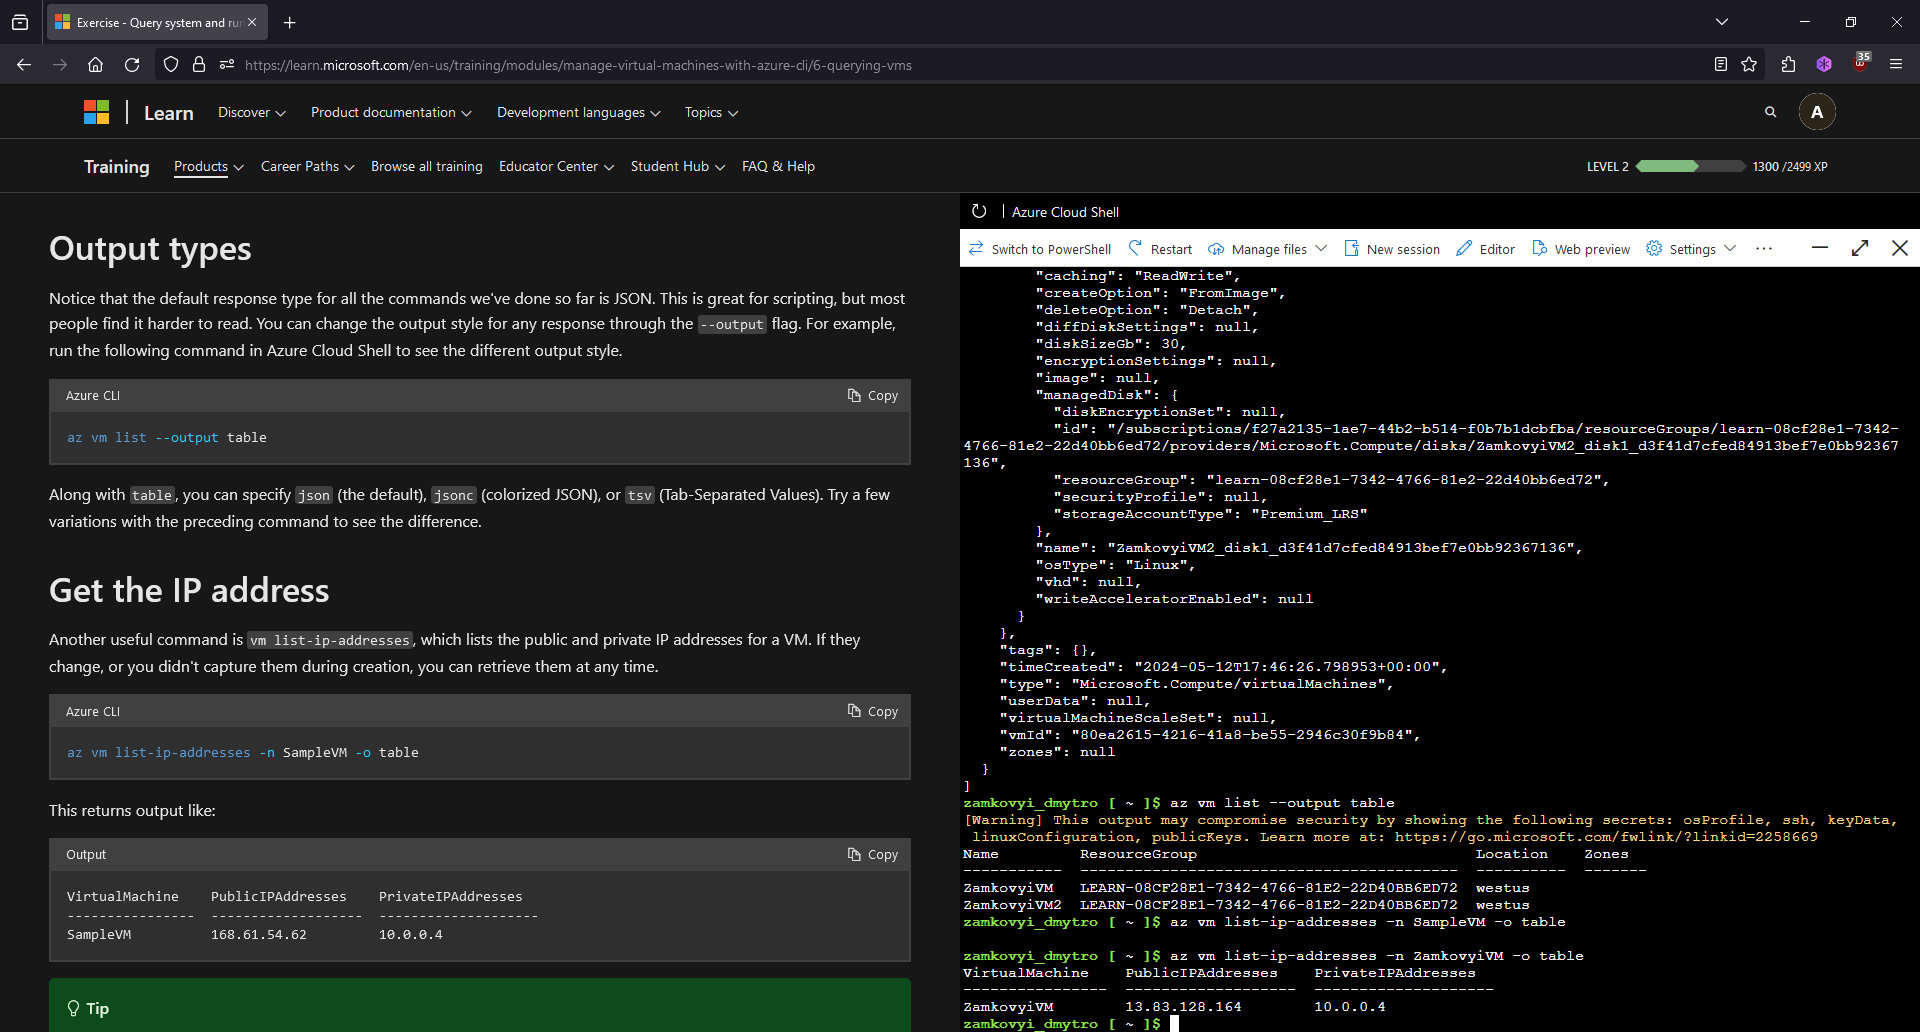 Exercise - Query system and ru
https://learn.microsoft.com/en-us/training/modules/manage-virtual-machines-with-azure-cli/6-querying-vms
35
Learn
Discover
Product documentation
Development languages
Topics
A
Training
Products
Career Paths
Browse all training
Educator Center
Student Hub
FAQ & Help
LEVEL 2
1300 /2499 XP
Output types
Notice that the default response type for all the commands we've done so far is JSON. This is great for scripting, but most
people find it harder to read. You can change the output style for any response through the --output flag. For example,
run the following command in Azure Cloud Shell to see the different output style.
Azure CLI
Copy
az vm list --output table
Along with table, you can specify json (the default), jsonc (colorized JSON), or tsv (Tab-Separated Values). Try a few
variations with the preceding command to see the difference.
Get the IP address
Another useful command is vm list-ip-addresses, which lists the public and private IP addresses for a VM. If they
change, or you didn't capture them during creation, you can retrieve them at any time.
Azure CLI
Copy
az vm list-ip-addresses -n SampleVM -o table
This returns output like:
Output
Copy
VirtualMachine    PublicIPAddresses    PrivateIPAddresses
----------------  -------------------  --------------------
SampleVM          168.61.54.62         10.0.0.4
Tip
Azure Cloud Shell
Switch to PowerShell
Restart
Manage files
New session
Editor
Web preview
Settings
"caching": "ReadWrite",
"createOption": "FromImage",
"deleteOption": "Detach",
"diffDiskSettings": null,
"diskSizeGb": 30,
"encryptionSettings": null,
"image": null,
"managedDisk": {
"diskEncryptionSet": null,
"id": "/subscriptions/f27a2135-1ae7-44b2-b514-f0b7b1dcbfba/resourceGroups/learn-08cf28e1-7342-
4766-81e2-22d40bb6ed72/providers/Microsoft.Compute/disks/ZamkovyiVM2_disk1_d3f41d7cfed84913bef7e0bb92367
136",
"resourceGroup": "learn-08cf28e1-7342-4766-81e2-22d40bb6ed72",
"securityProfile": null,
"storageAccountType": "Premium_LRS"
},
"name": "ZamkovyiVM2_disk1_d3f41d7cfed84913bef7e0bb92367136",
"osType": "Linux",
"vhd": null,
"writeAcceleratorEnabled": null
}
},
"tags": {},
"timeCreated": "2024-05-12T17:46:26.798953+00:00",
"type": "Microsoft.Compute/virtualMachines",
"userData": null,
"virtualMachineScaleSet": null,
"vmId": "80ea2615-4216-41a8-be55-2946c30f9b84",
"zones": null
}
]
zamkovyi_dmytro [ ~ ]$ az vm list --output table
[Warning] This output may compromise security by showing the following secrets: osProfile, ssh, keyData,
linuxConfiguration, publicKeys. Learn more at: https://go.microsoft.com/fwlink/?linkid=2258669
Name         ResourceGroup                               Location    Zones
-----------  ------------------------------------------  ----------  -------
ZamkovyiVM   LEARN-08CF28E1-7342-4766-81E2-22D40BB6ED72  westus
ZamkovyiVM2  LEARN-08CF28E1-7342-4766-81E2-22D40BB6ED72  westus
zamkovyi_dmytro [ ~ ]$ az vm list-ip-addresses -n SampleVM -o table
zamkovyi_dmytro [ ~ ]$ az vm list-ip-addresses -n ZamkovyiVM -o table
VirtualMachine    PublicIPAddresses    PrivateIPAddresses
----------------  -------------------  --------------------
ZamkovyiVM        13.83.128.164        10.0.0.4
zamkovyi_dmytro [ ~ ]$